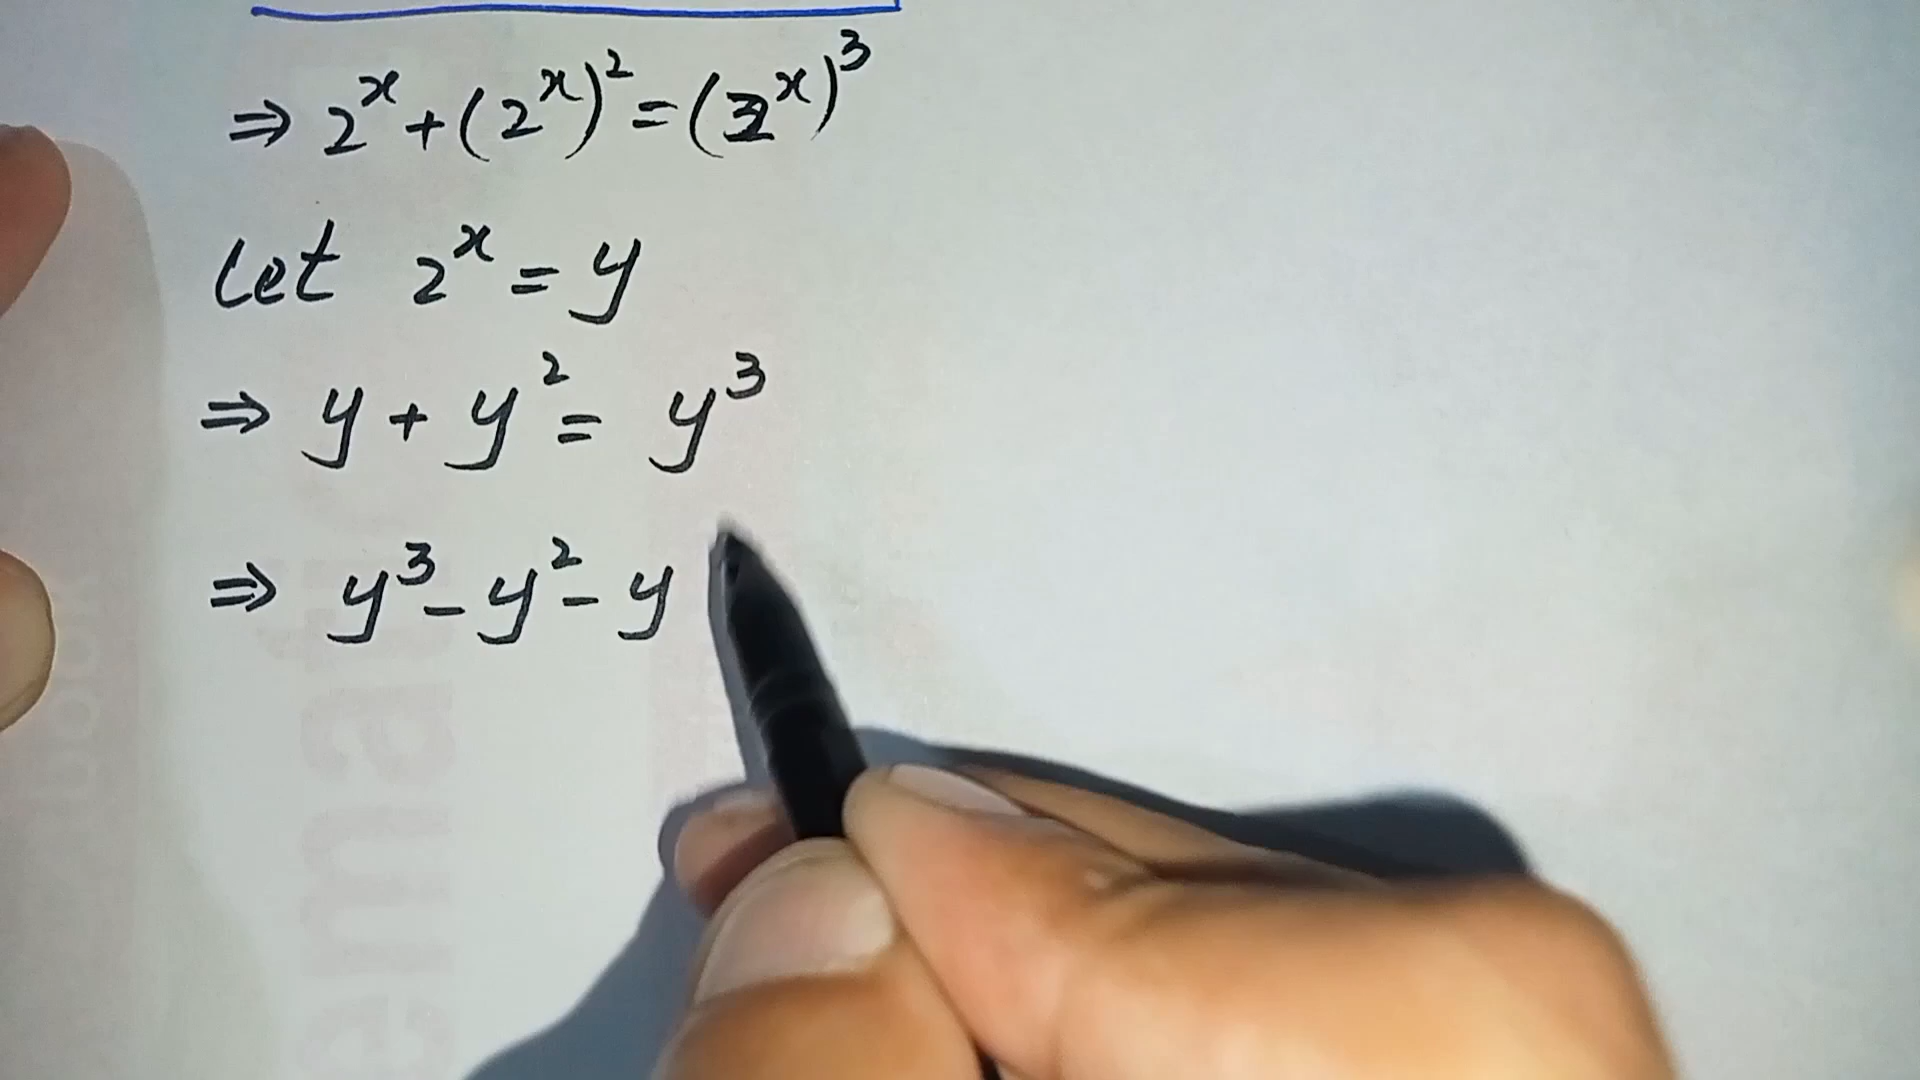 ⇒ 2^x + (2^x)^2 = (2^x)^3
Let 2^x = y
⇒ y + y^2 = y^3
⇒ y^3 - y^2 - y